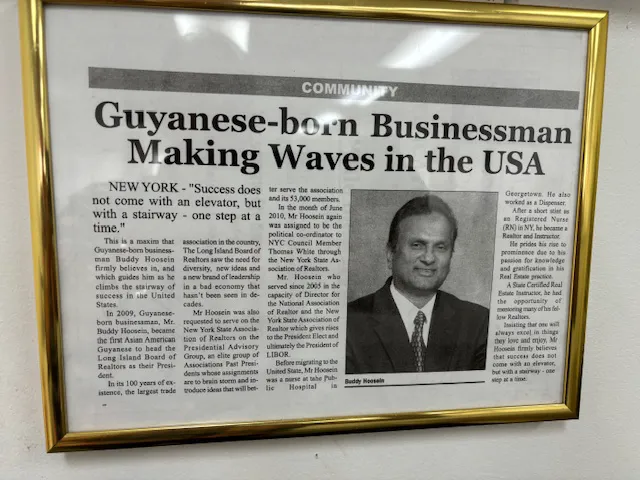 COMMUNITY
Guyanese-born Businessman
Making Waves in the USA
NEW YORK - "Success does
not come with an elevator, but
with a stairway - one step at a
time."
This is a maxims that
Guyanese-born business-
man Buddy Hoosein
firmly believes in, and
which guides him as he
climbs the stairway of
success in the United
States.
In 2009, Guyanese-
born businessman, Mr.
Buddy Hoosein, became
the first Asian American
Guyanese to head the
Long Island Board of
Realtors as their Presi-
dent.
In its 100 years of ex-
istence, the largest trade
association in the country,
The Long Island Board of
Realtors saw the need for
diversity, new ideas and
a new brand of leadership
in a bad economy that
hasn't been seen in de-
cades.
Mr Hoosein was also
requested to serve on the
New York State Associa-
tion of Realtors on the
Presidential Advisory
Group, an elite group of
Associations Past Presi-
dents whose assignments
are to brain storm and in-
troduce ideas that will bet-
ter serve the association
and its 53,000 members.
In the month of June
2010, Mr Hoosein again
was assigned to be the
political co-ordinator to
NYC Council Member
Thomas White through
the New York State As-
sociation of Realtors.
Mr. Hoosein who
served since 2005 in the
capacity of Director for
the National Association
of Realtor and the New
York State Association of
Realtor which gives rises
to the President Elect and
ultimately the President of
LIBOR.
Before migrating to the
United State, Mr Hoosein
was a nurse at tahe Pub-
lic Hospital in
Buddy Hoosein
Georgetown. He also
worked as a Dispenser.
After a short stint as
an Registered Nurse
(RN) in NY, he became a
Realtor and Instructor.
He prides his rise to
prominence due to his
passion for knowledge
and gratification in his
Real Estate practice.
A State Certified Real
Estate Instructor, he had
the opportunity of
mentoring many of his fel-
low Realtors.
Insisting that one will
always excel in things
they love and enjoy, Mr
Hoosein firmly believes
that success does not
come with an elevator,
but with a stairway - one
step at a time.